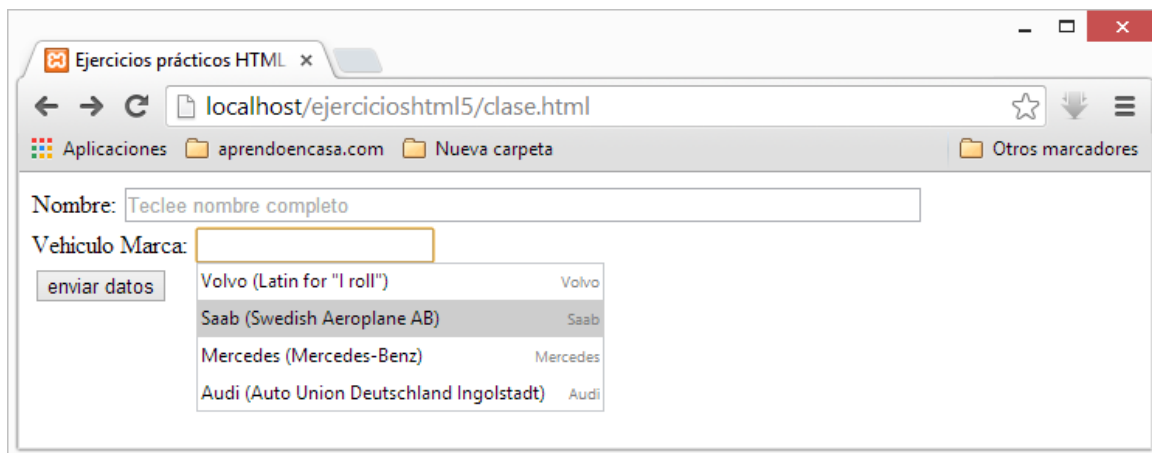 Ejercicios prácticos HTML
localhost/ejercicioshtml5/clase.html
Aplicaciones aprendoencasa.com Nueva carpeta Otros marcadores
Nombre: Teclee nombre completo
Vehiculo Marca:
enviar datos
Volvo (Latin for "I roll") Volvo
Saab (Swedish Aeroplane AB) Saab
Mercedes (Mercedes-Benz) Mercedes
Audi (Auto Union Deutschland Ingolstadt) Audi